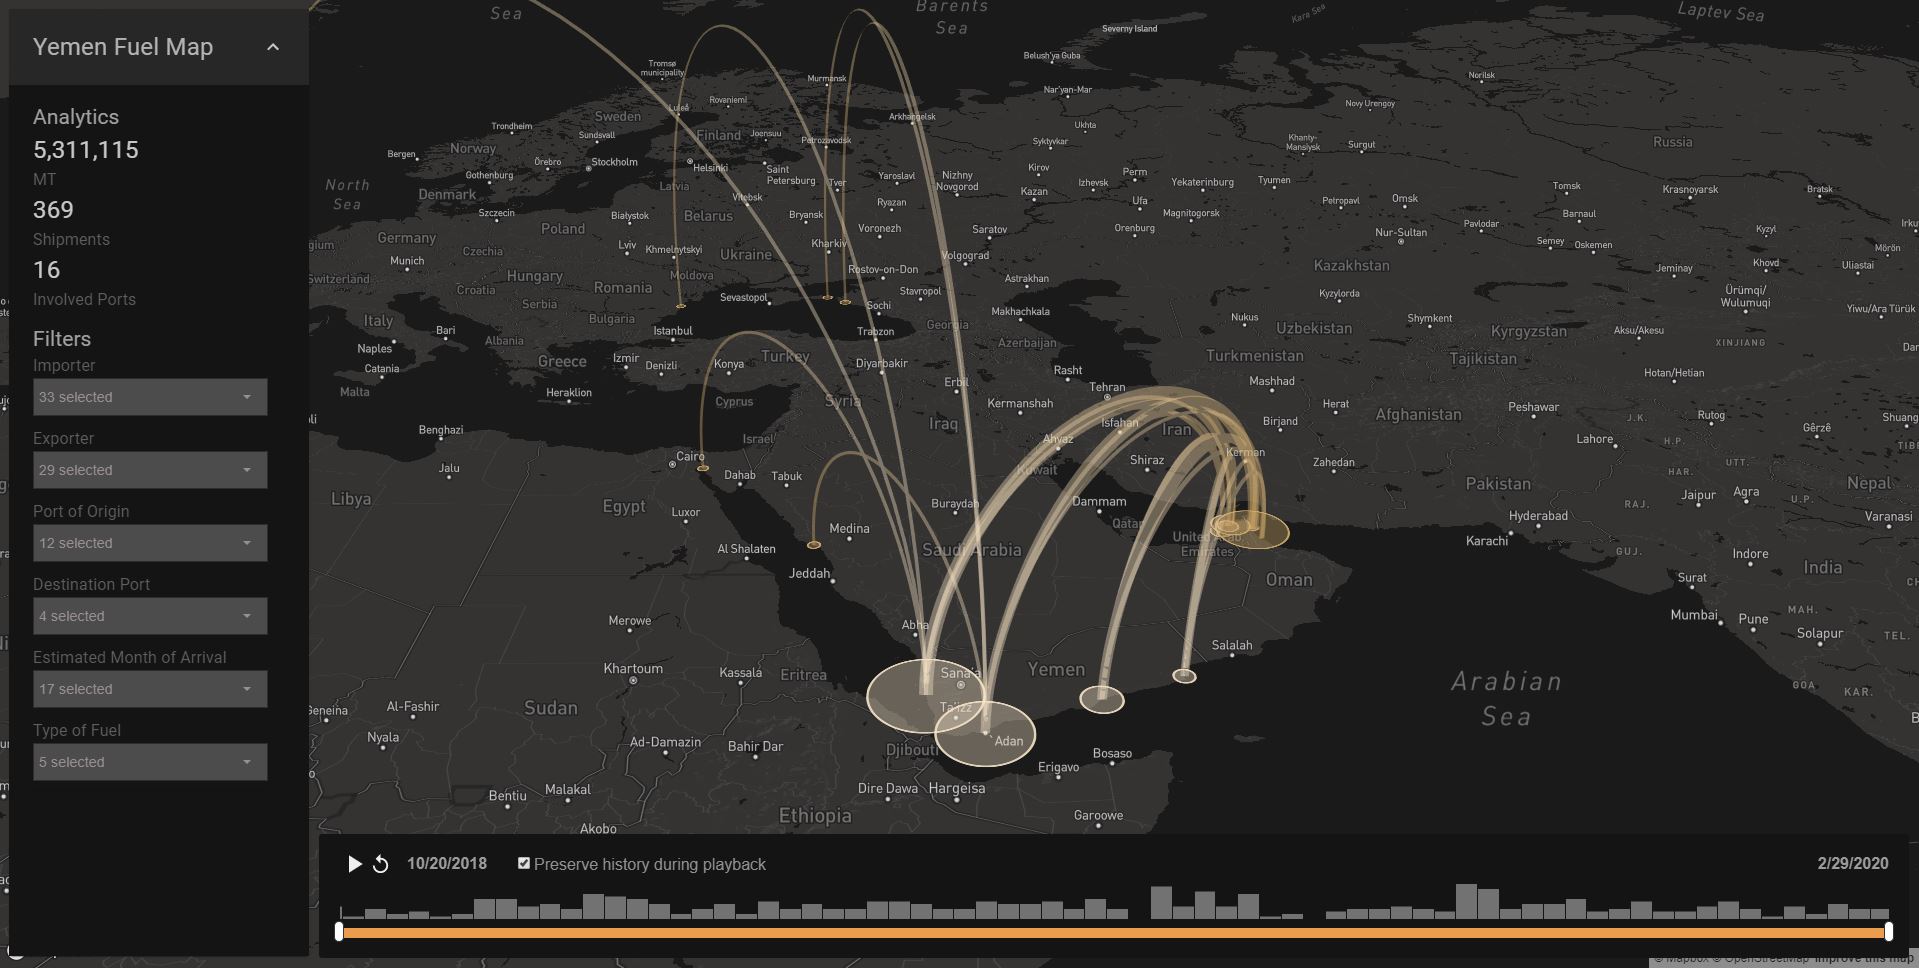 Yemen Fuel Map
Analytics
5,311,115
MT
369
Shipments
16
Involved Ports
Filters
Importer
33 selected
Exporter
29 selected
Port of Origin
12 selected
Destination Port
4 selected
Estimated Month of Arrival
17 selected
Type of Fuel
5 selected
Sea
Barents
Sea
Kara Sea
Laptev Sea
Severny Island
Belush'ya Guba
Tromsø
municipality
Murmansk
Norilsk
Nar'yan-Mar
Luleå
Rovaniemi
Novy Urengoy
Sweden
Arkhangelsk
Trondheim
Sundsvall
Finland
Joensuu
Petrozavodsk
Ukhta
Syktyvkar
Khanty-
Mansiysk
Surgut
Russia
Bergen
Norway
Örebro
Stockholm
Helsinki
Saint
Petersburg
Kirov
Perm
North
Sea
Gothenburg
Denmark
Latvia
Tver
Yaroslavl
Nizhny
Novgorod
Kazan
Izhevsk
Yekaterinburg
Tyumen
Tomsk
Krasnoyarsk
Bratsk
Vitebsk
Ryazan
Ufa
Magnitogorsk
Petropavl
Omsk
Barnaul
Szczecin
Białystok
Belarus
Bryansk
Voronezh
Saratov
Orenburg
Nur-Sultan
Pavlodar
Semey
Oskemen
Kyzyl
Irku
Mörön
Germany
Poland
Lviv
Khmelnytskyi
Kharkiv
Ukraine
Volgograd
gium
Munich
Czechia
Switzerland
Hungary
Moldova
Rostov-on-Don
Astrakhan
Kazakhstan
Jeminay
Khovd
Uliastai
Croatia
Romania
Sevastopol
Stavropol
Kyzylorda
Ürümqi/
Wulumuqi
Serbia
Sochi
Makhachkala
Yiwu/Ara Türük
Italy
Bulgaria
Bari
Istanbul
Trabzon
Georgia
Nukus
Uzbekistan
Shymkent
Kyrgyzstan
Aksu/Akesu
XINJIANG
Dar
Naples
Albania
Azerbaijan
Catania
Greece
Izmir
Denizli
Konya
Turkey
Diyarbakir
Turkmenistan
Tajikistan
Hotan/Hetian
Malta
Heraklion
Erbil
Rasht
Tehran
Mashhad
Cyprus
Syria
Kermanshah
Herat
Afghanistan
Peshawar
J.K.
Rutog
Gêrzê
Shuang
Benghazi
Israel
Iraq
Isfahan
Iran
Birjand
Lahore
H.P.
TIB
Ahvaz
Jalu
Cairo
Dahab
Tabuk
Kuwait
Shiraz
Kerman
Zahedan
HAR.
UTT.
Libya
Egypt
Luxor
Buraydah
Dammam
Pakistan
Jaipur
Agra
Nepal
RAJ.
U.P.
Qatar
Hyderabad
Varanasi
Medina
Al Shalaten
Saudi Arabia
United Arab
Emirates
Karachi
GUJ.
Indore
Jeddah
Oman
Surat
India
Merowe
Abha
Mumbai
Pune
MAH.
Solapur
TEL.
Salalah
Khartoum
Kassala
Eritrea
Sana'a
Yemen
Arabian
Sea
GOA
KAR.
Geneina
Al-Fashir
Sudan
Ta'izz
Adan
Nyala
Ad-Damazin
Bahir Dar
Djibouti
Bosaso
Erigavo
Bentiu
Malakal
Dire Dawa
Hargeisa
Akobo
Ethiopia
Garoowe
10/20/2018
Preserve history during playback
2/29/2020
© Mapbox © OpenStreetMap Improve this map